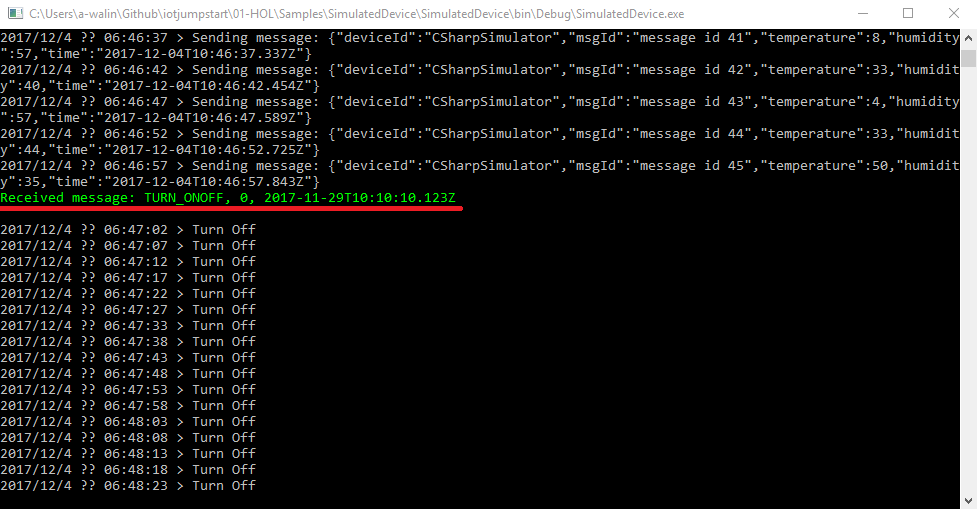 C:\Users\a-walin\Github\iotjumpstart\01-HOL\Samples\SimulatedDevice\SimulatedDevice\bin\Debug\SimulatedDevice.exe
2017/12/4 ?? 06:46:37 > Sending message: {"deviceId":"CSharpSimulator","msgId":"message id 41","temperature":8,"humidity
":57,"time":"2017-12-04T10:46:37.337Z"}
2017/12/4 ?? 06:46:42 > Sending message: {"deviceId":"CSharpSimulator","msgId":"message id 42","temperature":33,"humidit
y":40,"time":"2017-12-04T10:46:42.454Z"}
2017/12/4 ?? 06:46:47 > Sending message: {"deviceId":"CSharpSimulator","msgId":"message id 43","temperature":4,"humidity
":57,"time":"2017-12-04T10:46:47.589Z"}
2017/12/4 ?? 06:46:52 > Sending message: {"deviceId":"CSharpSimulator","msgId":"message id 44","temperature":33,"humidit
y":44,"time":"2017-12-04T10:46:52.725Z"}
2017/12/4 ?? 06:46:57 > Sending message: {"deviceId":"CSharpSimulator","msgId":"message id 45","temperature":50,"humidit
y":35,"time":"2017-12-04T10:46:57.843Z"}
Received message: TURN_ONOFF, 0, 2017-11-29T10:10:10.123Z
2017/12/4 ?? 06:47:02 > Turn Off
2017/12/4 ?? 06:47:07 > Turn Off
2017/12/4 ?? 06:47:12 > Turn Off
2017/12/4 ?? 06:47:17 > Turn Off
2017/12/4 ?? 06:47:22 > Turn Off
2017/12/4 ?? 06:47:27 > Turn Off
2017/12/4 ?? 06:47:33 > Turn Off
2017/12/4 ?? 06:47:38 > Turn Off
2017/12/4 ?? 06:47:43 > Turn Off
2017/12/4 ?? 06:47:48 > Turn Off
2017/12/4 ?? 06:47:53 > Turn Off
2017/12/4 ?? 06:47:58 > Turn Off
2017/12/4 ?? 06:48:03 > Turn Off
2017/12/4 ?? 06:48:08 > Turn Off
2017/12/4 ?? 06:48:13 > Turn Off
2017/12/4 ?? 06:48:18 > Turn Off
2017/12/4 ?? 06:48:23 > Turn Off